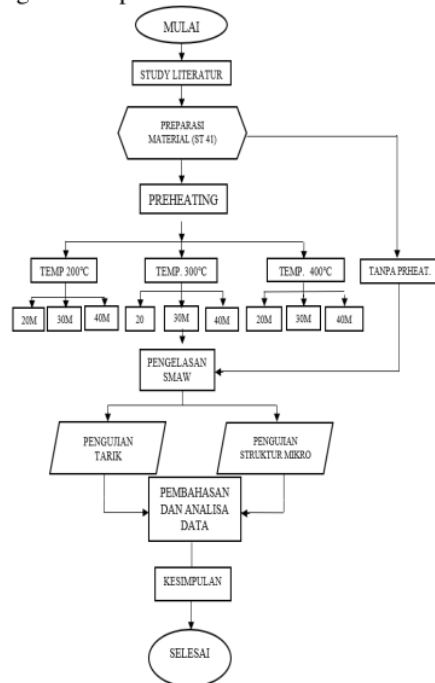 MULAI
STUDY LITERATUR
PREPARASI
MATERIAL (ST 41)
PREHEATING
TEMP 200°C
TEMP. 300°C
TEMP. 400°C
TANPA PRHEAT.
20M
30M
40M
20
30M
40M
20M
30M
40M
PENGELASAN
SMAW
PENGUJIAN
TARIK
PENGUJIAN
STRUKTUR MIKRO
PEMBAHASAN
DAN ANALISA
DATA
KESIMPULAN
SELESAI